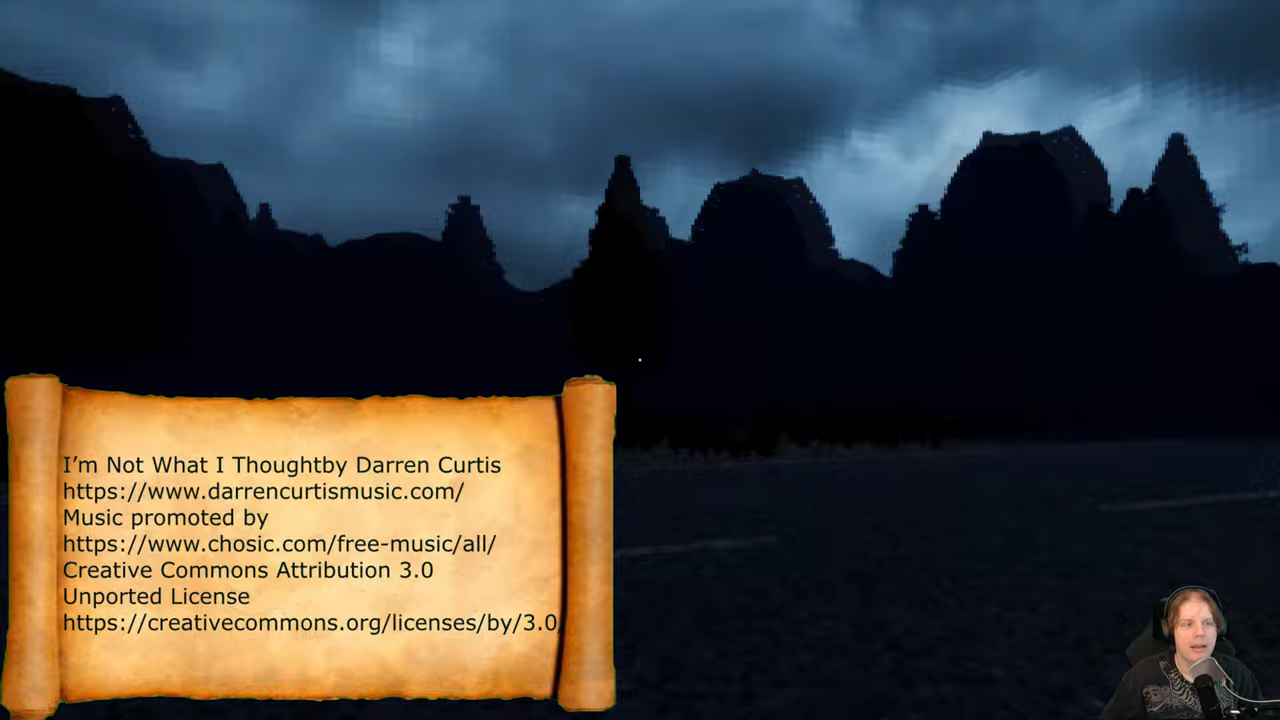 I’m Not What I Thoughtby Darren Curtis
https://www.darrencurtismusic.com/
Music promoted by
https://www.chosic.com/free-music/all/
Creative Commons Attribution 3.0
Unported License
https://creativecommons.org/licenses/by/3.0